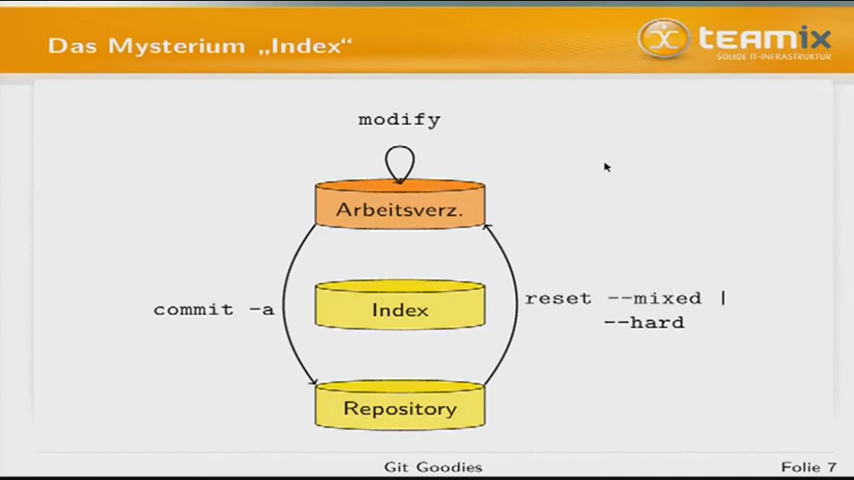 Das Mysterium „Index“
teamix
SOLIDE IT-INFRASTRUKTUR
modify
Arbeitsverz.
commit -a
Index
reset --mixed |
--hard
Repository
Git Goodies
Folie 7